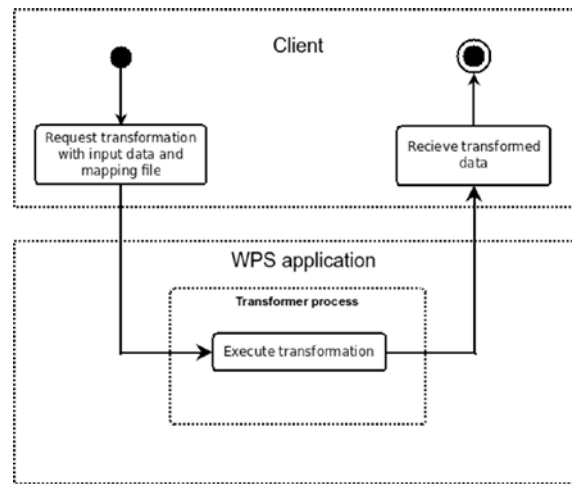 Client
Request transformation
with input data and
mapping file
Recieve transformed
data
WPS application
Transformer process
Execute transformation